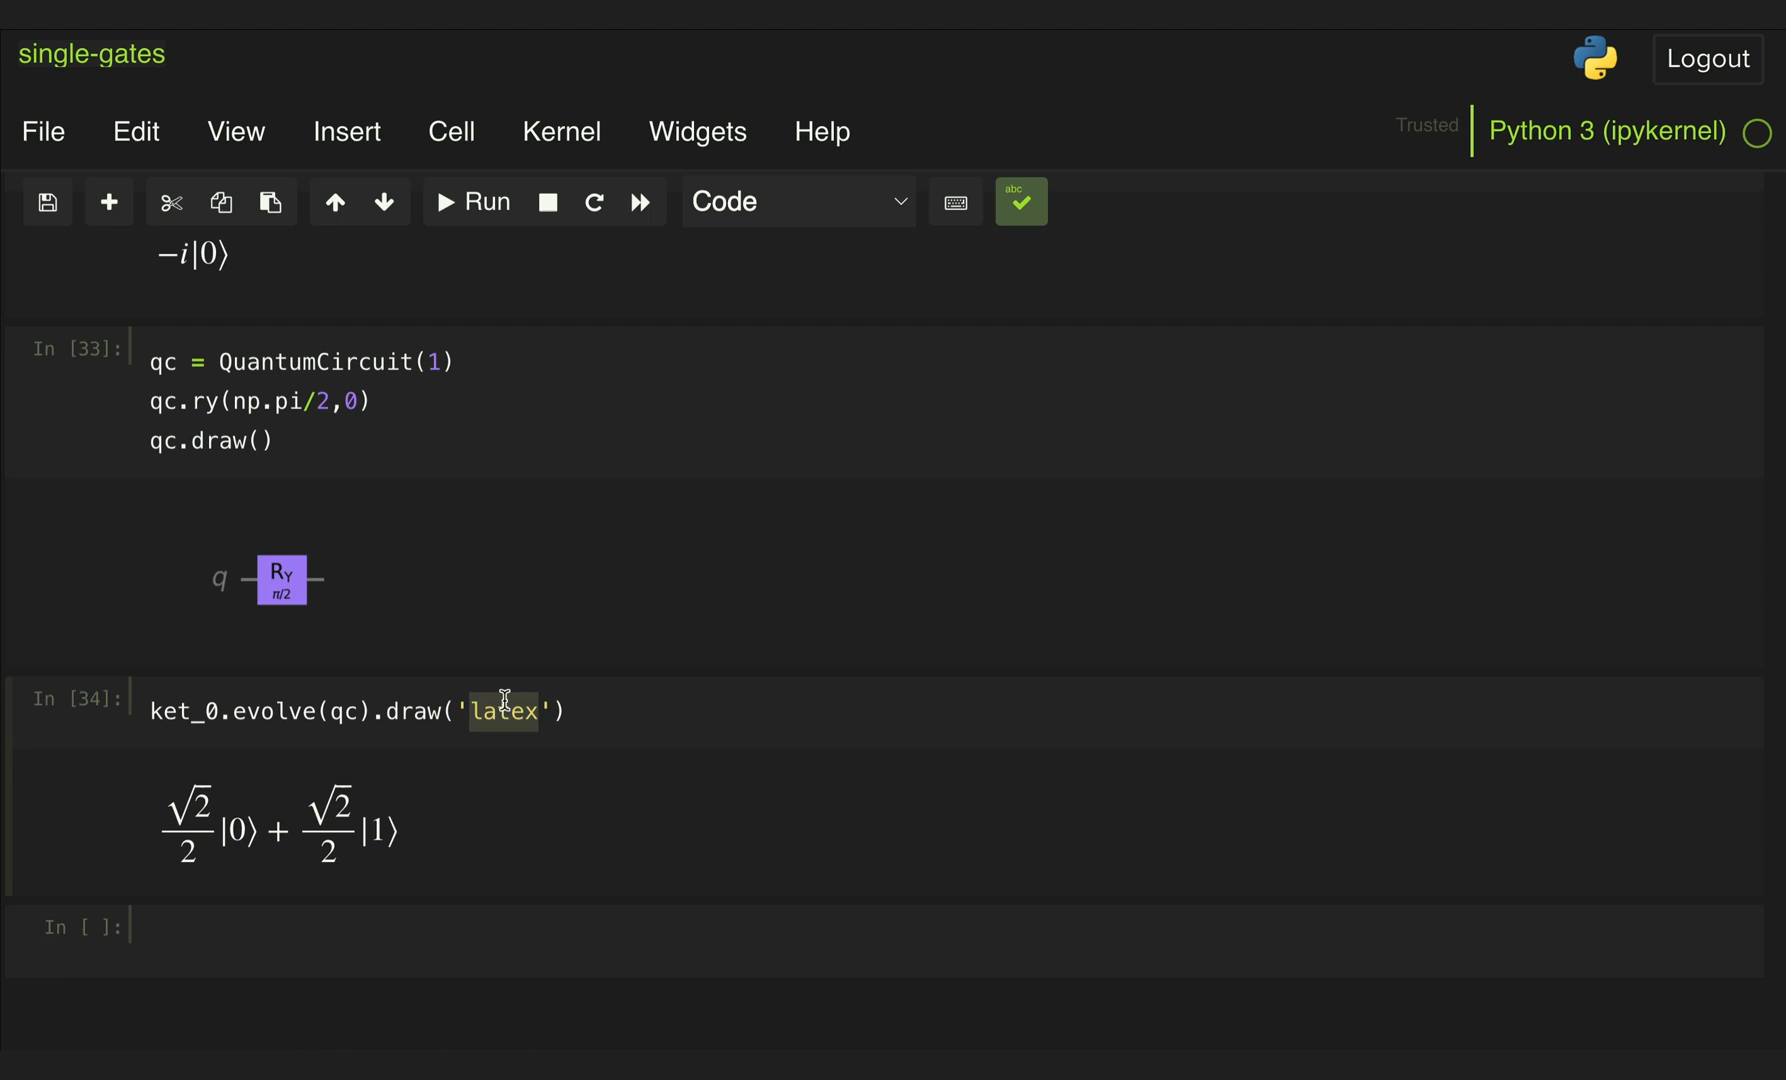 single-gates
Logout
File Edit View Insert Cell Kernel Widgets Help Trusted Python 3 (ipykernel)
Run Code abc
−i|0⟩
In [33]: qc = QuantumCircuit(1)
qc.ry(np.pi/2,0)
qc.draw()
q R_Y
π/2
In [34]: ket_0.evolve(qc).draw('latex')
√2/2|0⟩ + √2/2|1⟩
In [ ]: